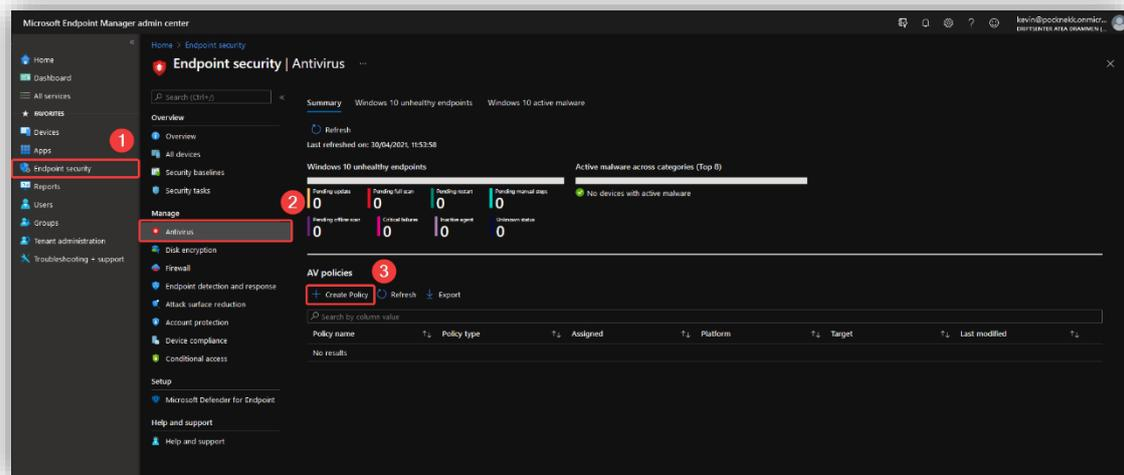 Microsoft Endpoint Manager admin center
kevin@pocknekk.onmicr...
DRIFTSENTER ATEA DRAMMEN (...
Home
Dashboard
All services
FAVORITES
Devices
Apps
Endpoint security
Reports
Users
Groups
Tenant administration
Troubleshooting + support
1
Home > Endpoint security
Endpoint security | Antivirus ...
Search (Ctrl+/)
Overview
Overview
All devices
Security baselines
Security tasks
Manage
2
Antivirus
Disk encryption
Firewall
Endpoint detection and response
Attack surface reduction
Account protection
Device compliance
Conditional access
Setup
Microsoft Defender for Endpoint
Help and support
Help and support
Summary Windows 10 unhealthy endpoints Windows 10 active malware
Refresh
Last refreshed on: 30/04/2021, 11:53:58
Windows 10 unhealthy endpoints
Pending update Pending full scan Pending restart Pending manual steps
0 0 0 0
Pending offline scan Critical failures Inactive agent Unknown status
0 0 0 0
Active malware across categories (Top 8)
No devices with active malware
AV policies
3
+ Create Policy Refresh Export
Search by column value
Policy name Policy type Assigned Platform Target Last modified
No results